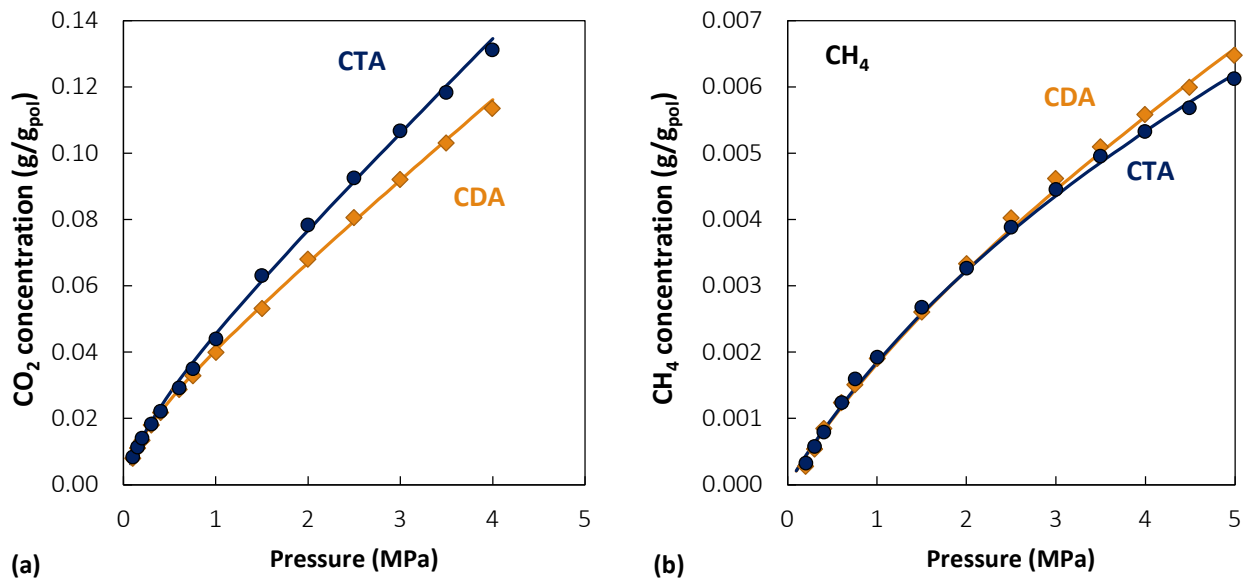 0.14
0.12
0.10
0.08
0.06
0.04
0.02
0.00
CO2 concentration (g/gpol)
CTA
CDA
0 1 2 3 4 5
Pressure (MPa)
(a)
0.007
0.006
0.005
0.004
0.003
0.002
0.001
0.000
CH4 concentration (g/gpol)
CH4
CDA
CTA
0 1 2 3 4 5
Pressure (MPa)
(b)